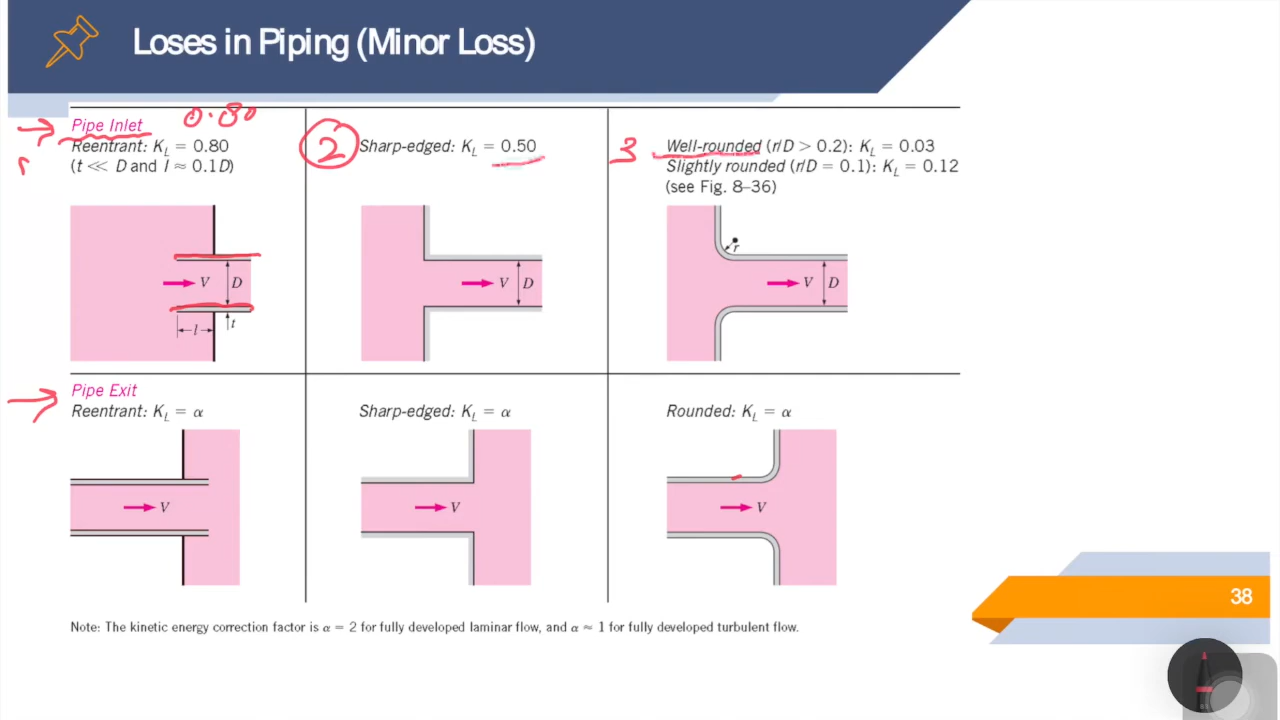 Loses in Piping (Minor Loss)
Pipe Inlet
0.80
Reentrant: K_L = 0.80
(t << D and l ≈ 0.1D)
r
2
Sharp-edged: K_L = 0.50
3
Well-rounded (r/D > 0.2): K_L = 0.03
Slightly rounded (r/D = 0.1): K_L = 0.12
(see Fig. 8–36)
V
D
l
t
V
D
r
V
D
Pipe Exit
Reentrant: K_L = α
Sharp-edged: K_L = α
Rounded: K_L = α
V
V
V
38
Note: The kinetic energy correction factor is α = 2 for fully developed laminar flow, and α ≈ 1 for fully developed turbulent flow.